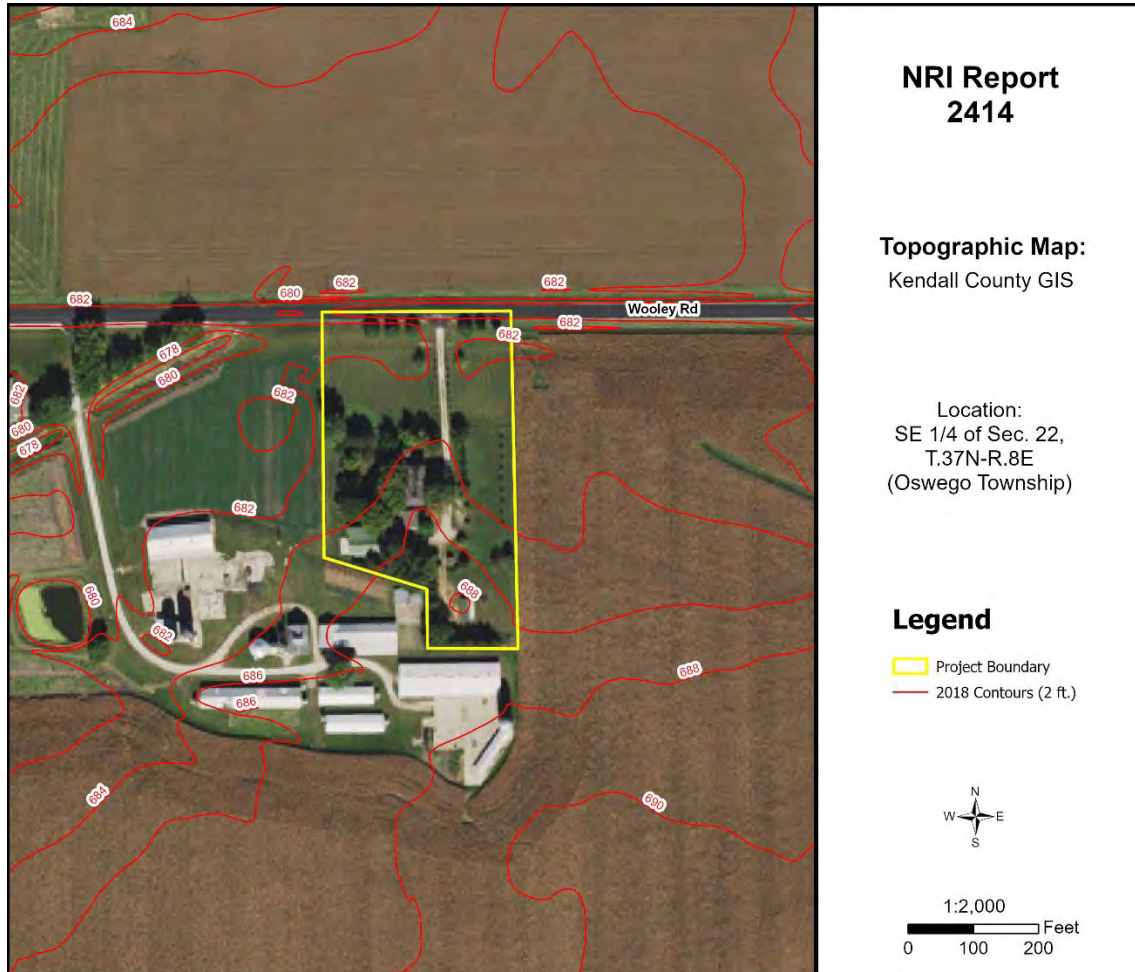 684
682
682
680
682
Wooley Rd
682
682
678
680
682
682
680
678
682
680
688
682
686
688
686
684
690
NRI Report
2414
Topographic Map:
Kendall County GIS
Location:
SE 1/4 of Sec. 22,
T.37N-R.8E
(Oswego Township)
Legend
Project Boundary
2018 Contours (2 ft.)
N
W E
S
1:2,000
Feet
0 100 200